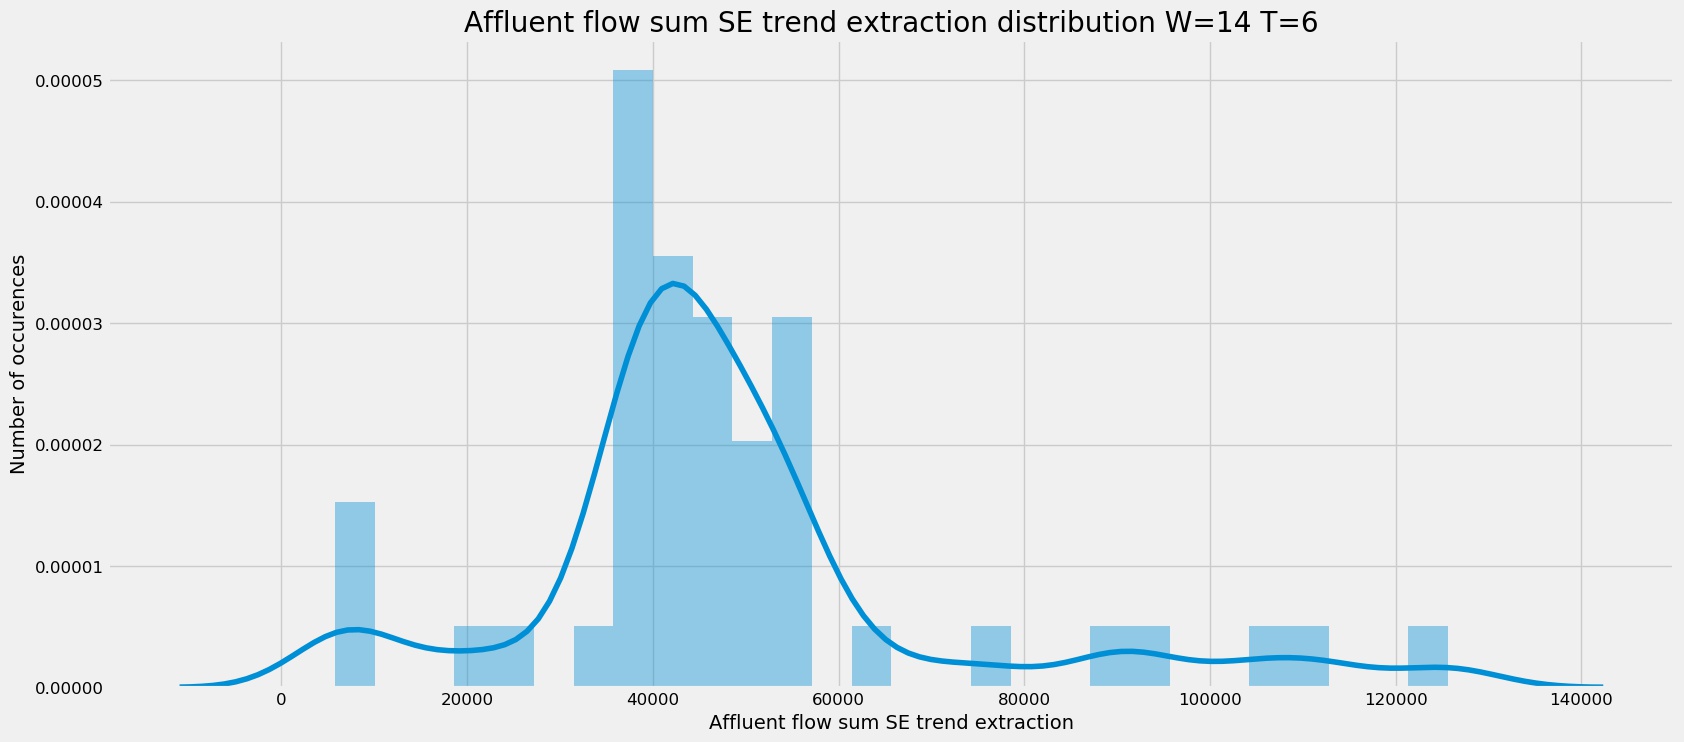 Affluent flow sum SE trend extraction distribution W=14 T=6
0.00005
0.00004
0.00003
0.00002
0.00001
0.00000
Number of occurences
0 20000 40000 60000 80000 100000 120000 140000
Affluent flow sum SE trend extraction